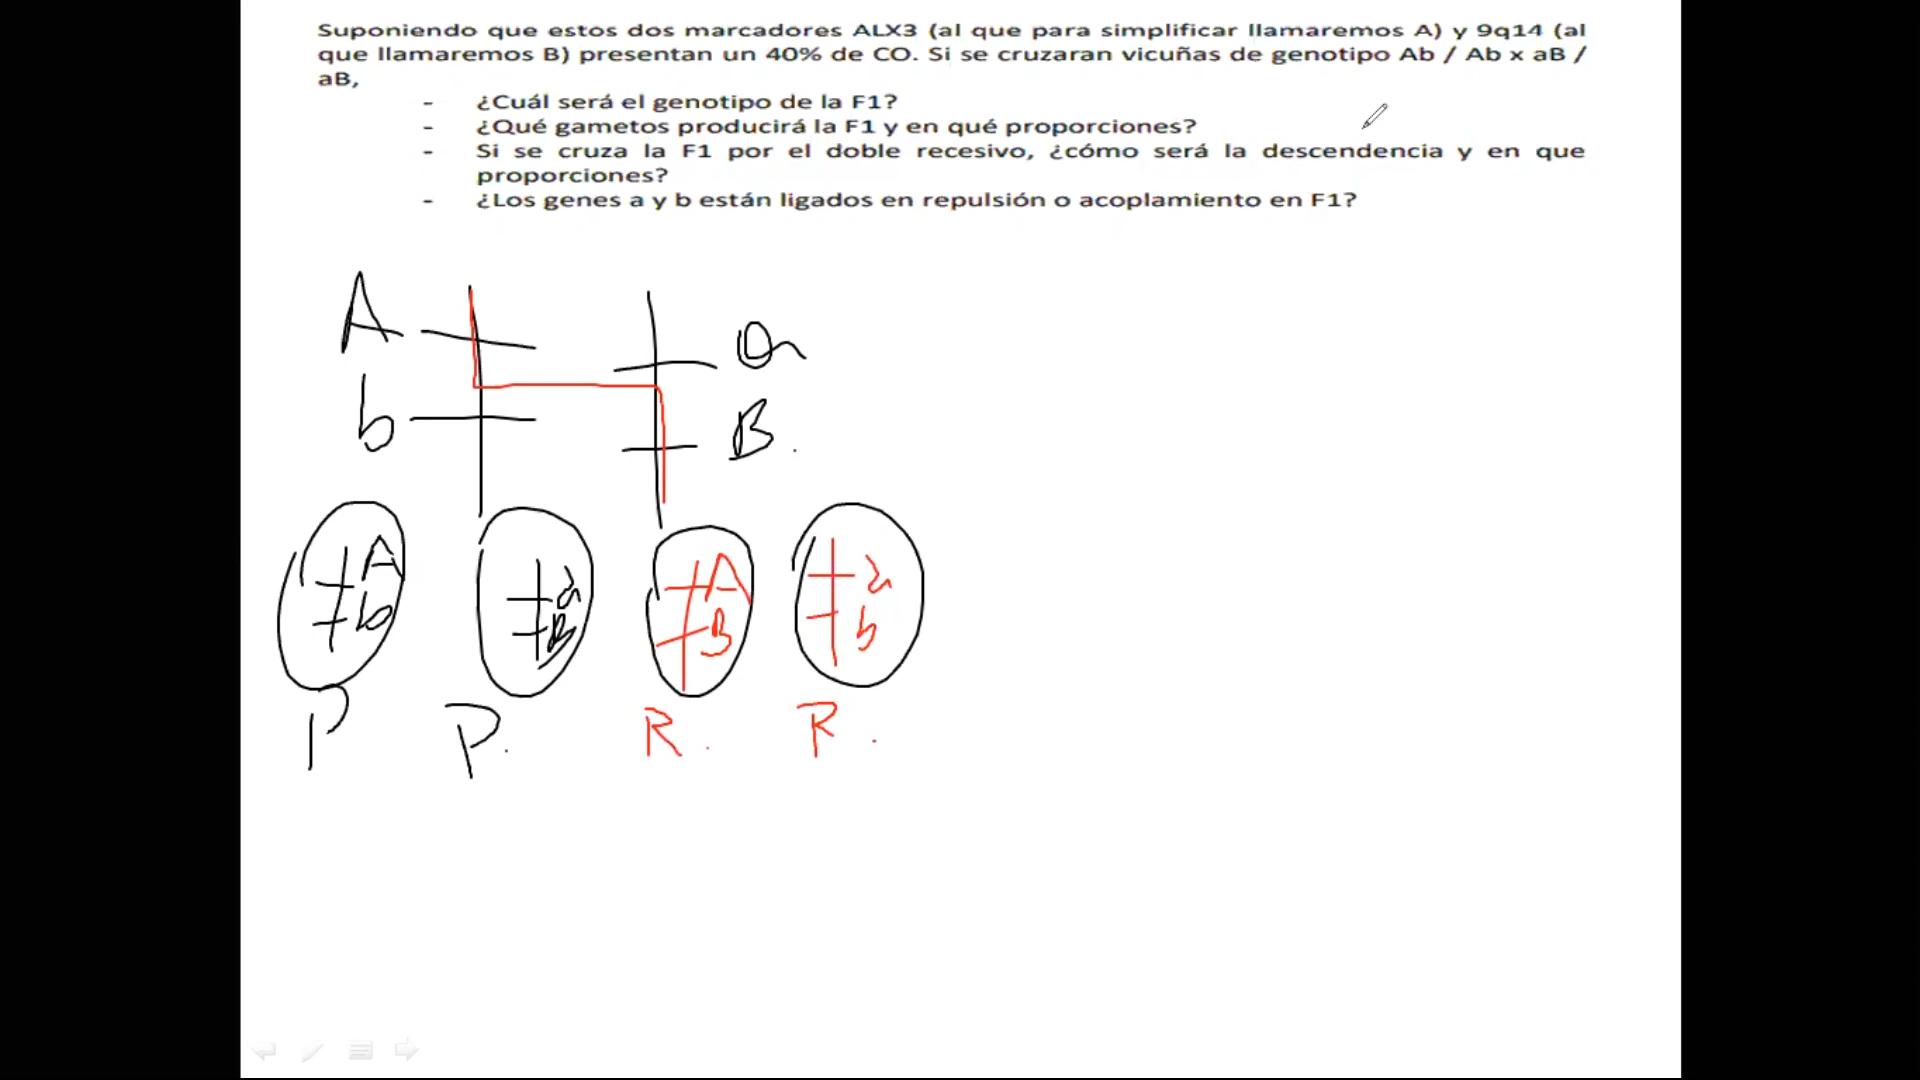 Suponiendo que estos dos marcadores ALX3 (al que para simplificar llamaremos A) y 9q14 (al
que llamaremos B) presentan un 40% de CO. Si se cruzaran vicuñas de genotipo Ab / Ab x aB /
aB,
- ¿Cuál será el genotipo de la F1?
- ¿Qué gametos producirá la F1 y en qué proporciones?
- Si se cruza la F1 por el doble recesivo, ¿cómo será la descendencia y en que
proporciones?
- ¿Los genes a y b están ligados en repulsión o acoplamiento en F1?
A a
b B.
A a A a
b B B b
P P. R. R.